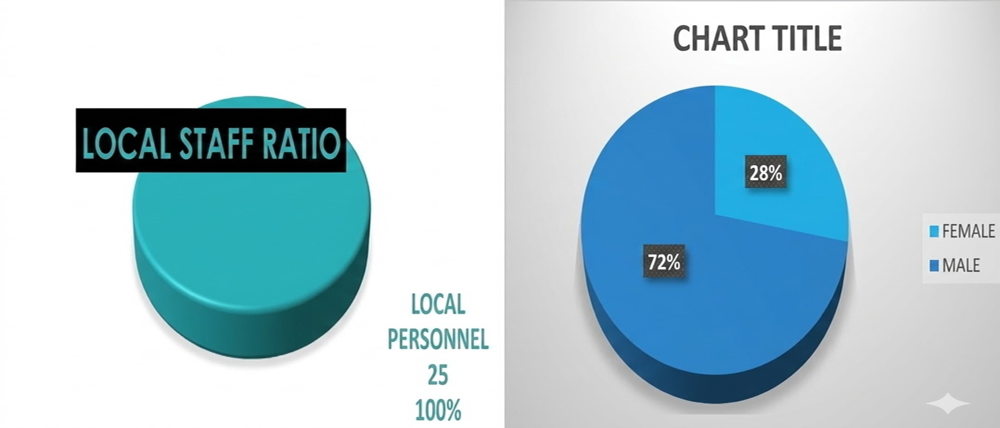 LOCAL STAFF RATIO
LOCAL
PERSONNEL
25
100%
CHART TITLE
28%
72%
FEMALE
MALE